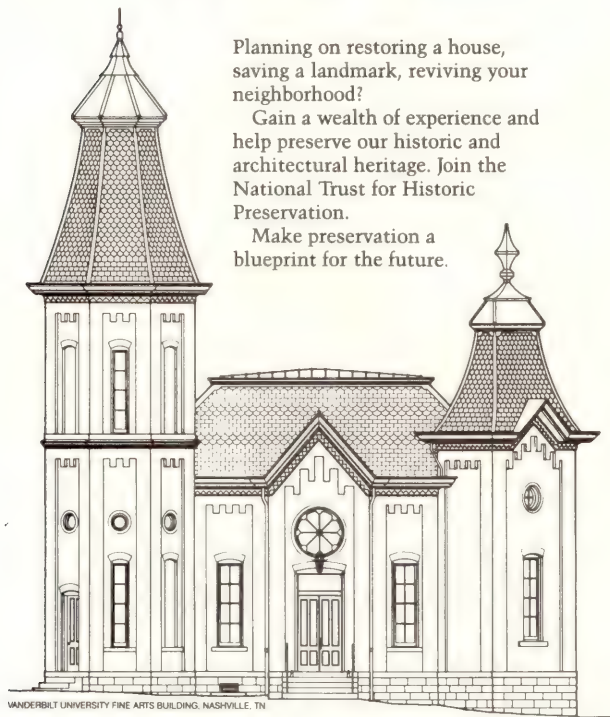 Planning on restoring a house,
saving a landmark, reviving your
neighborhood?
Gain a wealth of experience and
help preserve our historic and
architectural heritage. Join the
National Trust for Historic
Preservation.
Make preservation a
blueprint for the future.
VANDERBILT UNIVERSITY FINE ARTS BUILDING, NASHVILLE, TN